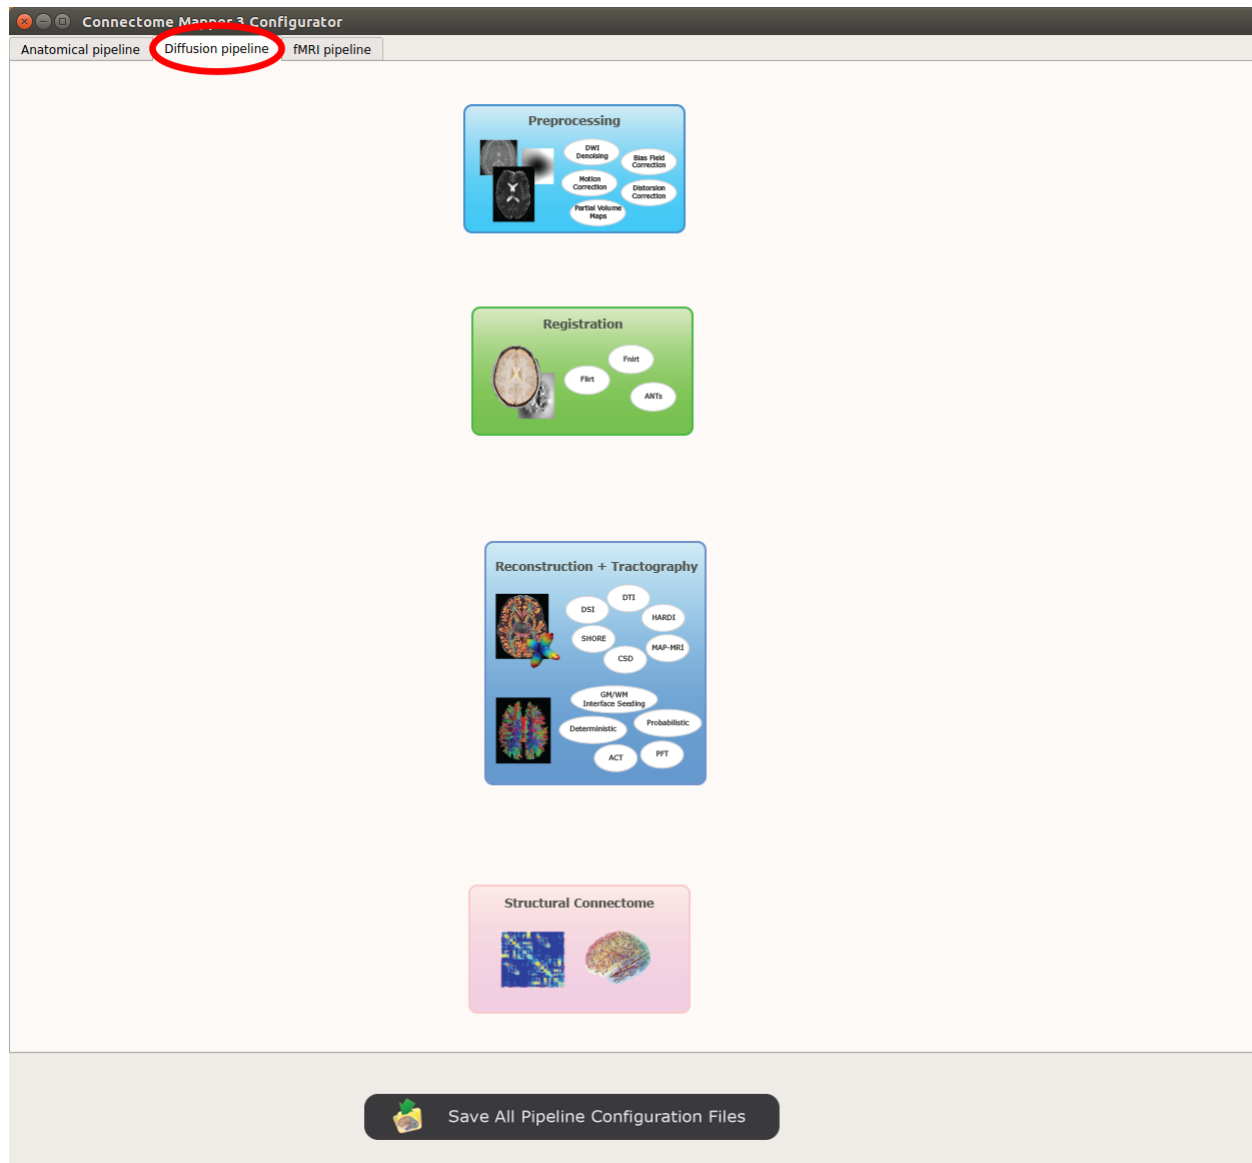 Connectome Mapper 3 Configurator
Anatomical pipeline
Diffusion pipeline
fMRI pipeline
Preprocessing
DWI
Denoising
Bias Field
Correction
Motion
Correction
Distorsion
Correction
Partial Volume
Maps
Registration
Fnirt
Flirt
ANTs
Reconstruction + Tractography
DTI
DSI
HARDI
SHORE
MAP-MRI
CSD
GM/WM
Interface Seeding
Probabilistic
Deterministic
PFT
ACT
Structural Connectome
Save All Pipeline Configuration Files